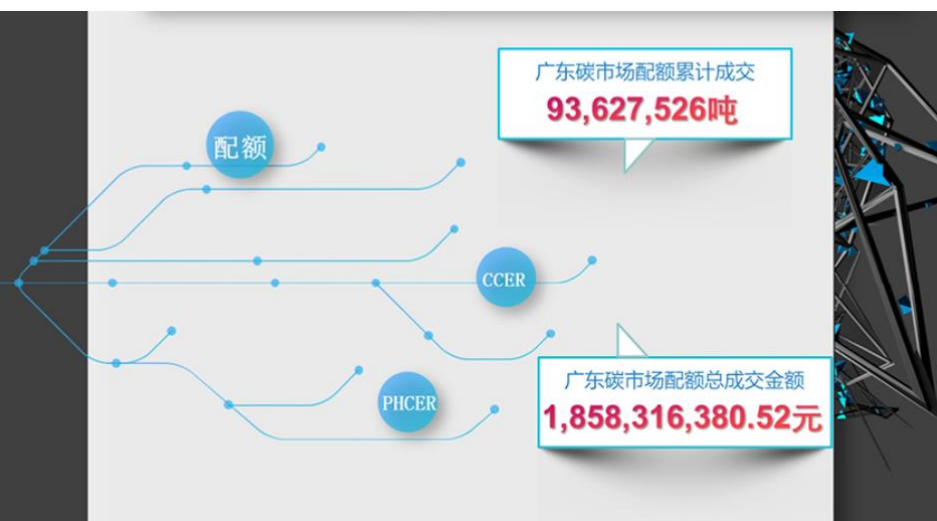 广东碳市场配额累计成交
93,627,526吨
配额
CCER
广东碳市场配额总成交金额
1,858,316,380.52元
PHCER